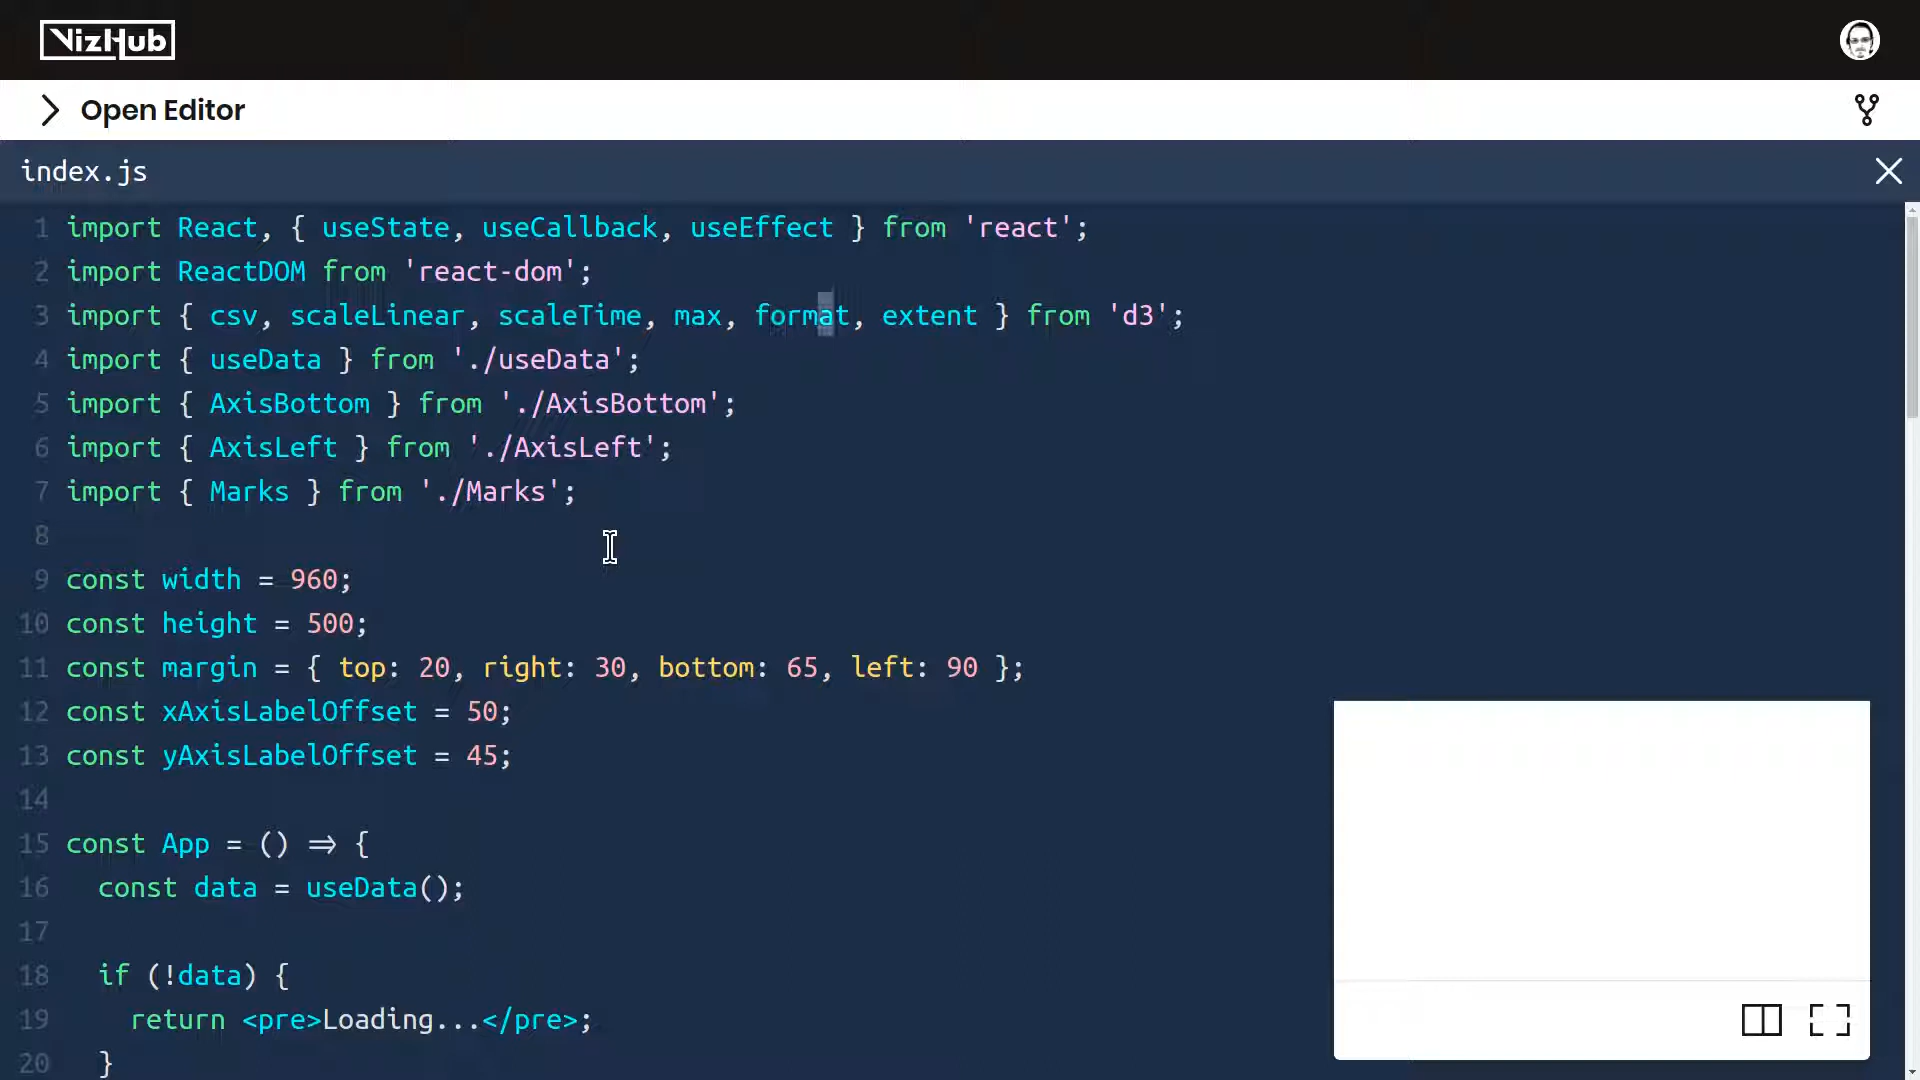 VizHub
Open Editor
index.js
1 import React, { useState, useCallback, useEffect } from 'react';
2 import ReactDOM from 'react-dom';
3 import { csv, scaleLinear, scaleTime, max, format, extent } from 'd3';
4 import { useData } from './useData';
5 import { AxisBottom } from './AxisBottom';
6 import { AxisLeft } from './AxisLeft';
7 import { Marks } from './Marks';
8
9 const width = 960;
10 const height = 500;
11 const margin = { top: 20, right: 30, bottom: 65, left: 90 };
12 const xAxisLabelOffset = 50;
13 const yAxisLabelOffset = 45;
14
15 const App = () => {
16   const data = useData();
17
18   if (!data) {
19     return <pre>Loading...</pre>;
20   }